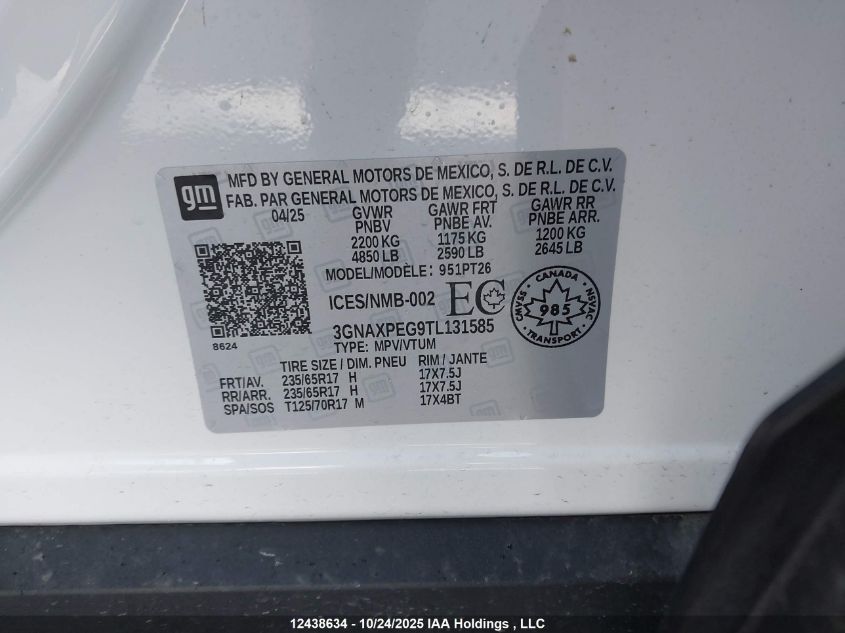 gm
MFD BY GENERAL MOTORS DE MEXICO, S. DE R.L. DE C.V.
FAB. PAR GENERAL MOTORS DE MEXICO, S. DE R.L. DE C.V.
04/25 GVWR GAWR FRT GAWR RR
PNBV PNBE AV. PNBE ARR.
2200 KG 1175 KG 1200 KG
4850 LB 2590 LB 2645 LB
MODEL/MODÈLE: 951PT26
ICES/NMB-002 EC
CANADA
CMVSS 985 NSVAC
3GNAXPEG9TL131585
8624 TYPE: MPV/VTUM
TIRE SIZE / DIM. PNEU RIM / JANTE
FRT/AV. 235/65R17 H 17X7.5J
RR/ARR. 235/65R17 H 17X7.5J
SPA/SOS T125/70R17 M 17X4BT
12438634 - 10/24/2025 IAA Holdings , LLC